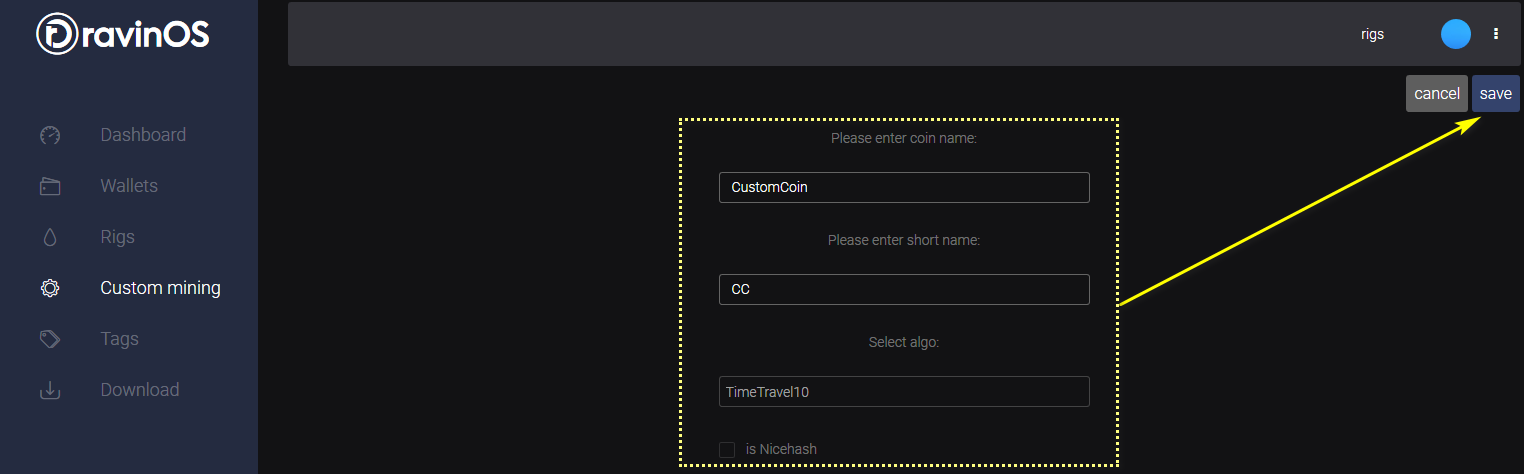 DravinOS
rigs
cancel save
Dashboard
Wallets
Rigs
Custom mining
Tags
Download
Please enter coin name:
CustomCoin
Please enter short name:
CC
Select algo:
TimeTravel10
is Nicehash